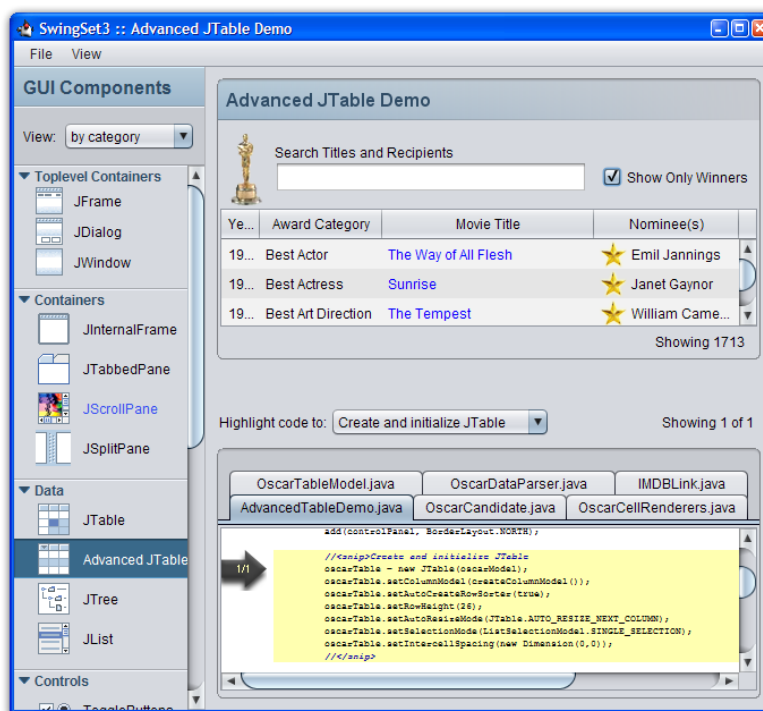 SwingSet3 :: Advanced JTable Demo
File View
GUI Components
View: by category
Toplevel Containers
JFrame
JDialog
JWindow
Containers
JInternalFrame
JTabbedPane
JScrollPane
JSplitPane
Data
JTable
Advanced JTable
JTree
JList
Controls
ToggleButtons
Advanced JTable Demo
Search Titles and Recipients
Show Only Winners
Ye... Award Category Movie Title Nominee(s)
19... Best Actor The Way of All Flesh Emil Jannings
19... Best Actress Sunrise Janet Gaynor
19... Best Art Direction The Tempest William Came...
Showing 1713
Highlight code to: Create and initialize JTable Showing 1 of 1
OscarTableModel.java OscarDataParser.java IMDBLink.java
AdvancedTableDemo.java OscarCandidate.java OscarCellRenderers.java
add(controlPanel, BorderLayout.NORTH);
1/1
//<snip>Create and initialize JTable
oscarTable = new JTable(oscarModel);
oscarTable.setColumnModel(createColumnModel());
oscarTable.setAutoCreateRowSorter(true);
oscarTable.setRowHeight(26);
oscarTable.setAutoResizeMode(JTable.AUTO_RESIZE_NEXT_COLUMN);
oscarTable.setSelectionMode(ListSelectionModel.SINGLE_SELECTION);
oscarTable.setIntercellSpacing(new Dimension(0,0));
//</snip>